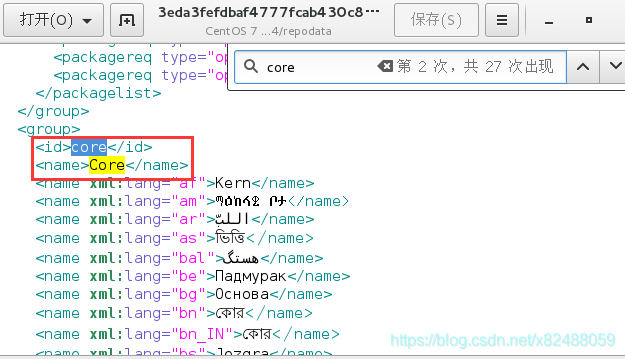 打开(O)
3eda3fefdbaf4777fcab430c8···
CentOS 7 ...4/repodata
保存(S)
<packagereq type="op
core
第 2 次，共 27 次出现
</packagelist>
</group>
<group>
<id>core</id>
<name>Core</name>
<name xml:lang="af">Kern</name>
<name xml:lang="am">ማዕከላዊ ቦታ</name>
<name xml:lang="ar">اللبّ</name>
<name xml:lang="as">ভিত্তি</name>
<name xml:lang="bal">هستگ</name>
<name xml:lang="be">Падмурак</name>
<name xml:lang="bg">Основа</name>
<name xml:lang="bn">কোর</name>
<name xml:lang="bn_IN">কোর</name>
<name xml:lang="bs">Jezgra
https://blog.csdn.net/x82488059